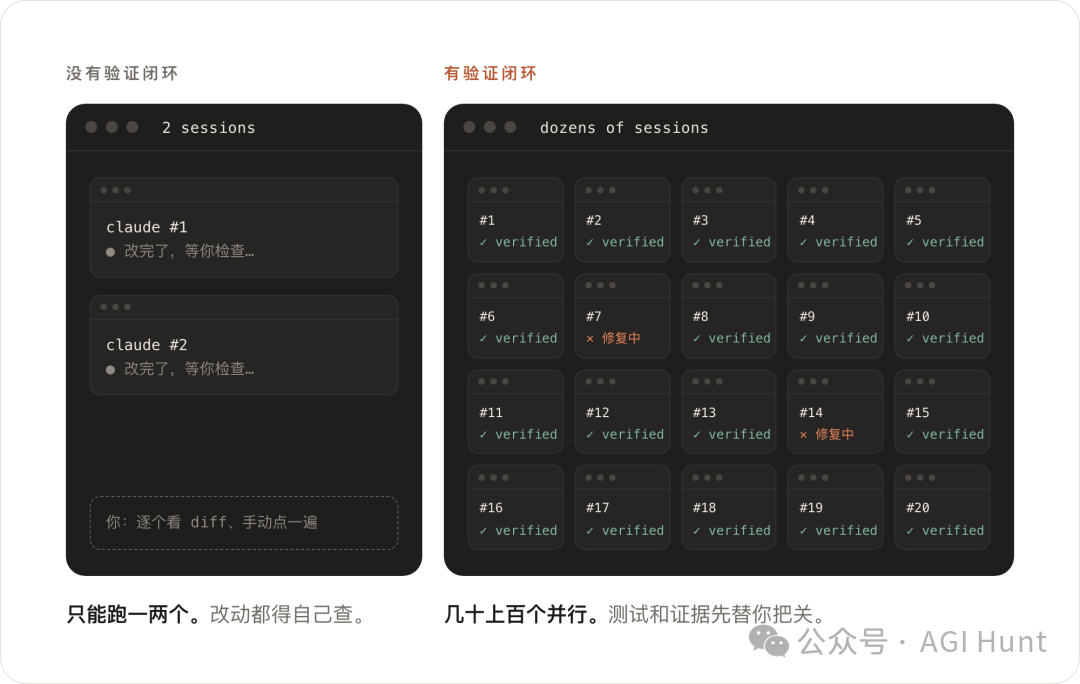 没有验证闭环
2 sessions
claude #1
● 改完了，等你检查…
claude #2
● 改完了，等你检查…
你：逐个看 diff、手动点一遍
只能跑一两个。改动都得自己查。
有验证闭环
dozens of sessions
#1
✓ verified
#2
✓ verified
#3
✓ verified
#4
✓ verified
#5
✓ verified
#6
✓ verified
#7
× 修复中
#8
✓ verified
#9
✓ verified
#10
✓ verified
#11
✓ verified
#12
✓ verified
#13
✓ verified
#14
× 修复中
#15
✓ verified
#16
✓ verified
#17
✓ verified
#18
✓ verified
#19
✓ verified
#20
✓ verified
几十上百个并行。测试和证据先替你把关。
公众号 · AGI Hunt